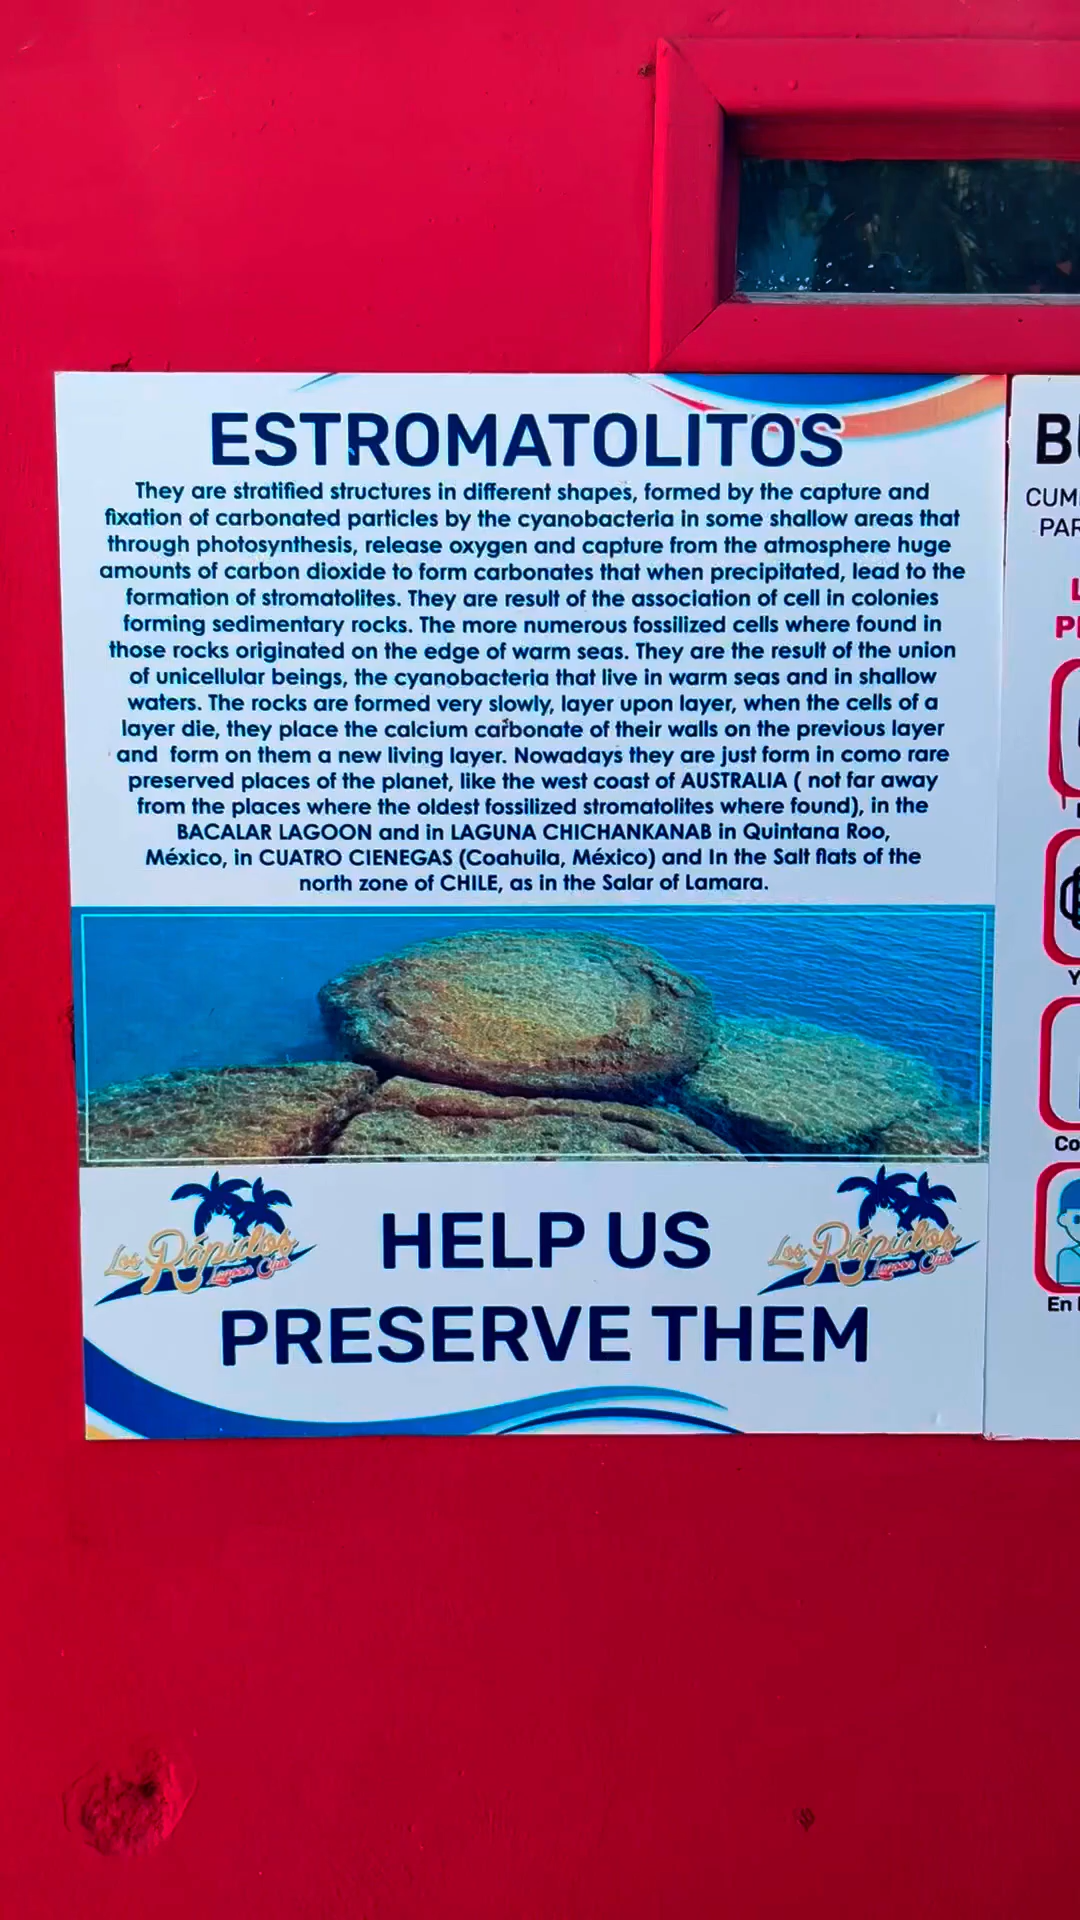 ESTROMATOLITOS
They are stratified structures in different shapes, formed by the capture and
fixation of carbonated particles by the cyanobacteria in some shallow areas that
through photosynthesis, release oxygen and capture from the atmosphere huge
amounts of carbon dioxide to form carbonates that when precipitated, lead to the
formation of stromatolites. They are result of the association of cell in colonies
forming sedimentary rocks. The more numerous fossilized cells where found in
those rocks originated on the edge of warm seas. They are the result of the union
of unicellular beings, the cyanobacteria that live in warm seas and in shallow
waters. The rocks are formed very slowly, layer upon layer, when the cells of a
layer die, they place the calcium carbonate of their walls on the previous layer
and form on them a new living layer. Nowadays they are just form in como rare
preserved places of the planet, like the west coast of AUSTRALIA ( not far away
from the places where the oldest fossilized stromatolites where found), in the
BACALAR LAGOON and in LAGUNA CHICHANKANAB in Quintana Roo,
México, in CUATRO CIENEGAS (Coahuila, México) and In the Salt flats of the
north zone of CHILE, as in the Salar of Lamara.
Los Rápidos
Lagoon Club
HELP US
PRESERVE THEM
Los Rápidos
Lagoon Club
CUM
PAR
Co
En